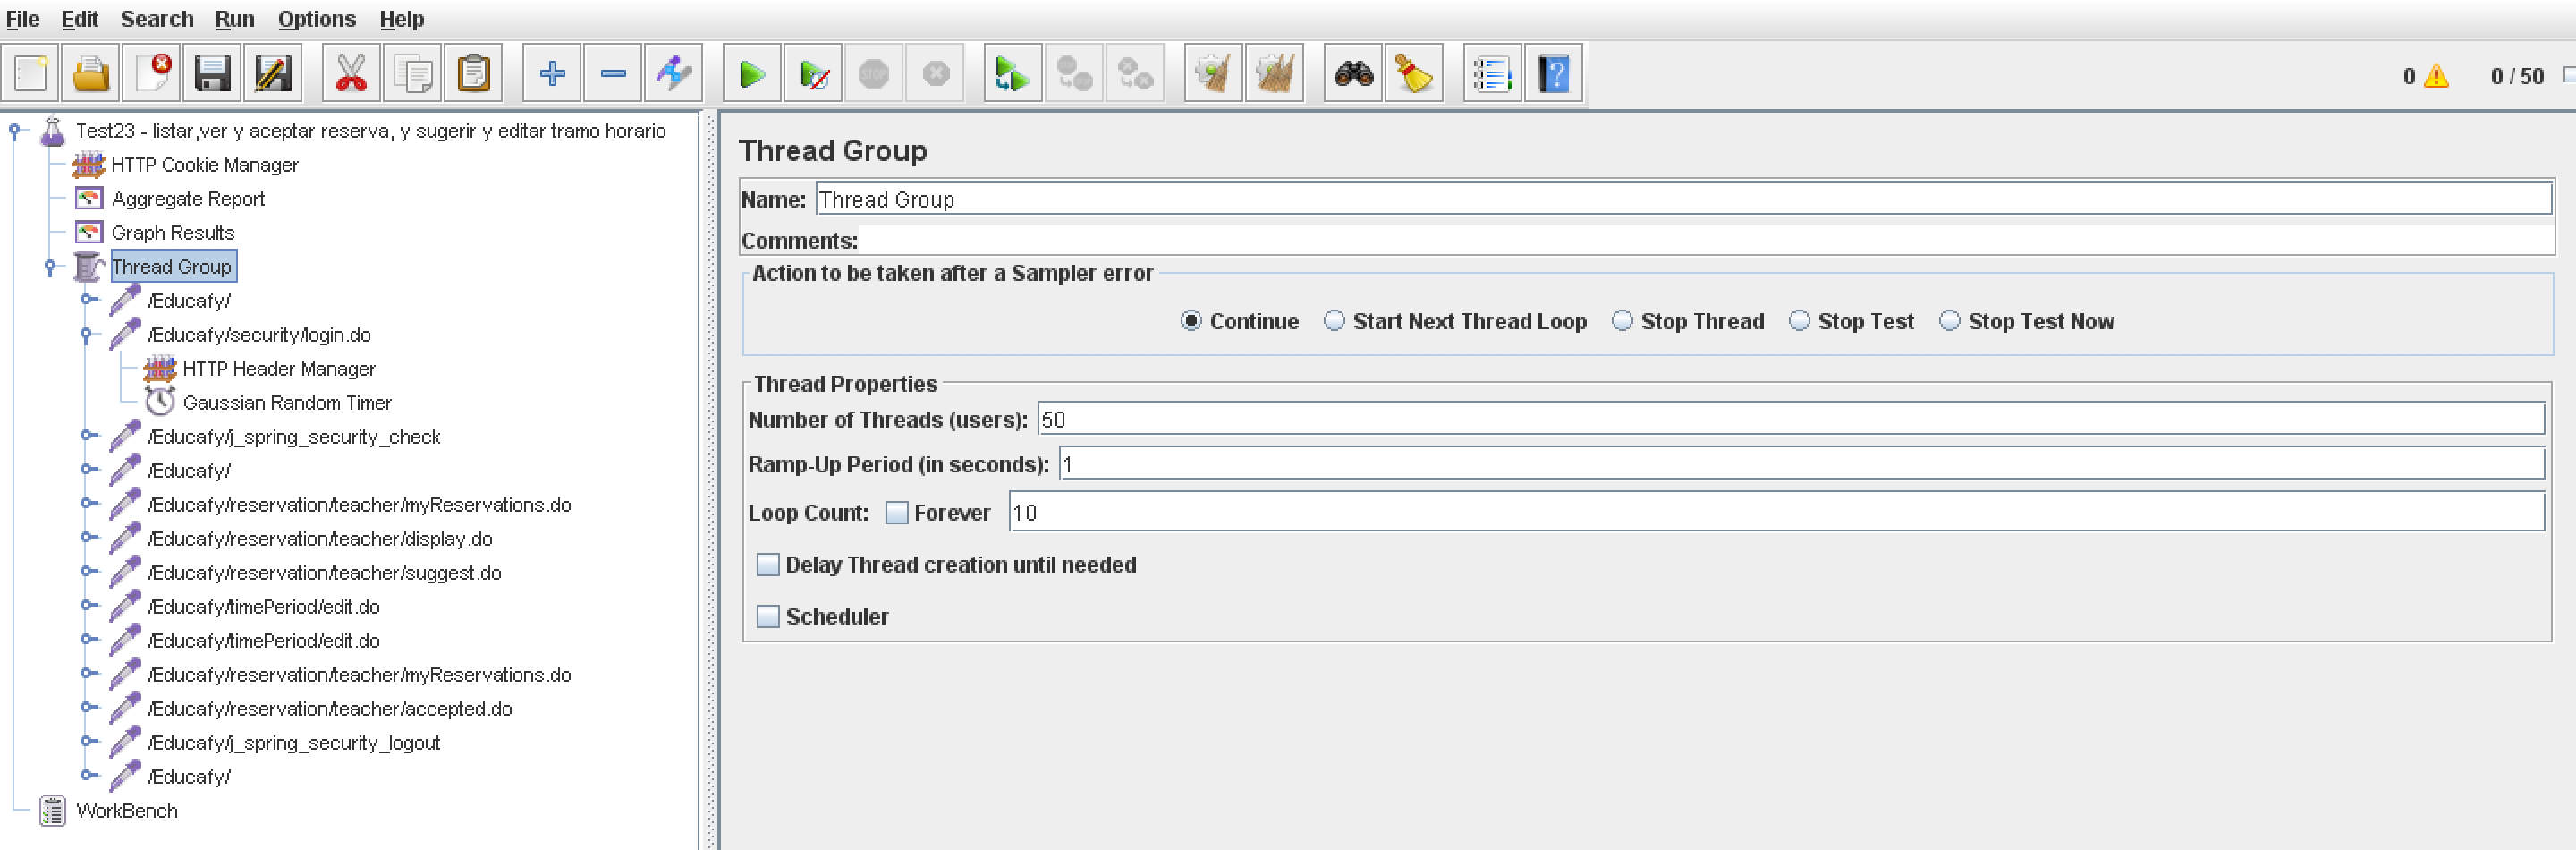 File Edit Search Run Options Help
STOP
0 0 / 50
Test23 - listar,ver y aceptar reserva, y sugerir y editar tramo horario
HTTP Cookie Manager
Aggregate Report
Graph Results
Thread Group
/Educafy/
/Educafy/security/login.do
HTTP Header Manager
Gaussian Random Timer
/Educafy/j_spring_security_check
/Educafy/
/Educafy/reservation/teacher/myReservations.do
/Educafy/reservation/teacher/display.do
/Educafy/reservation/teacher/suggest.do
/Educafy/timePeriod/edit.do
/Educafy/timePeriod/edit.do
/Educafy/reservation/teacher/myReservations.do
/Educafy/reservation/teacher/accepted.do
/Educafy/j_spring_security_logout
/Educafy/
WorkBench
Thread Group
Name: Thread Group
Comments:
Action to be taken after a Sampler error
Continue Start Next Thread Loop Stop Thread Stop Test Stop Test Now
Thread Properties
Number of Threads (users): 50
Ramp-Up Period (in seconds): 1
Loop Count: Forever 10
Delay Thread creation until needed
Scheduler